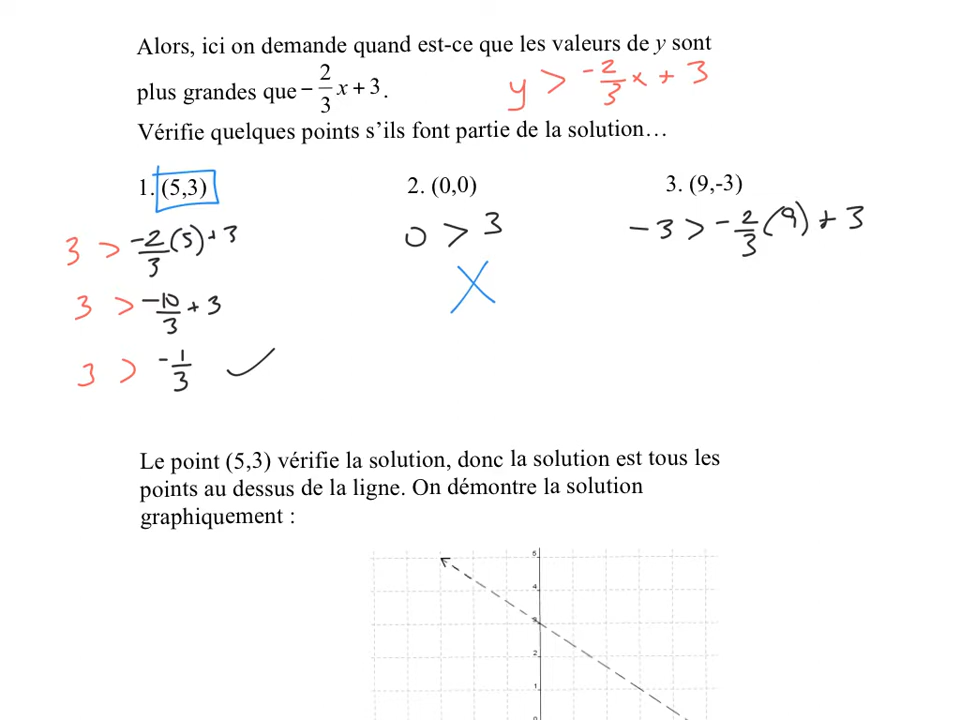 Alors, ici on demande quand est-ce que les valeurs de y sont
plus grandes que -2/3 x + 3. y > -2/3 x + 3
Vérifie quelques points s'ils font partie de la solution…
1. (5,3) 2. (0,0) 3. (9,-3)
3 > -2/3 (5) + 3 0 > 3 -3 > -2/3 (9) + 3
3 > -10/3 + 3
3 > -1/3 ✓
Le point (5,3) vérifie la solution, donc la solution est tous les
points au dessus de la ligne. On démontre la solution
graphiquement :
5
4
3
2
1
0